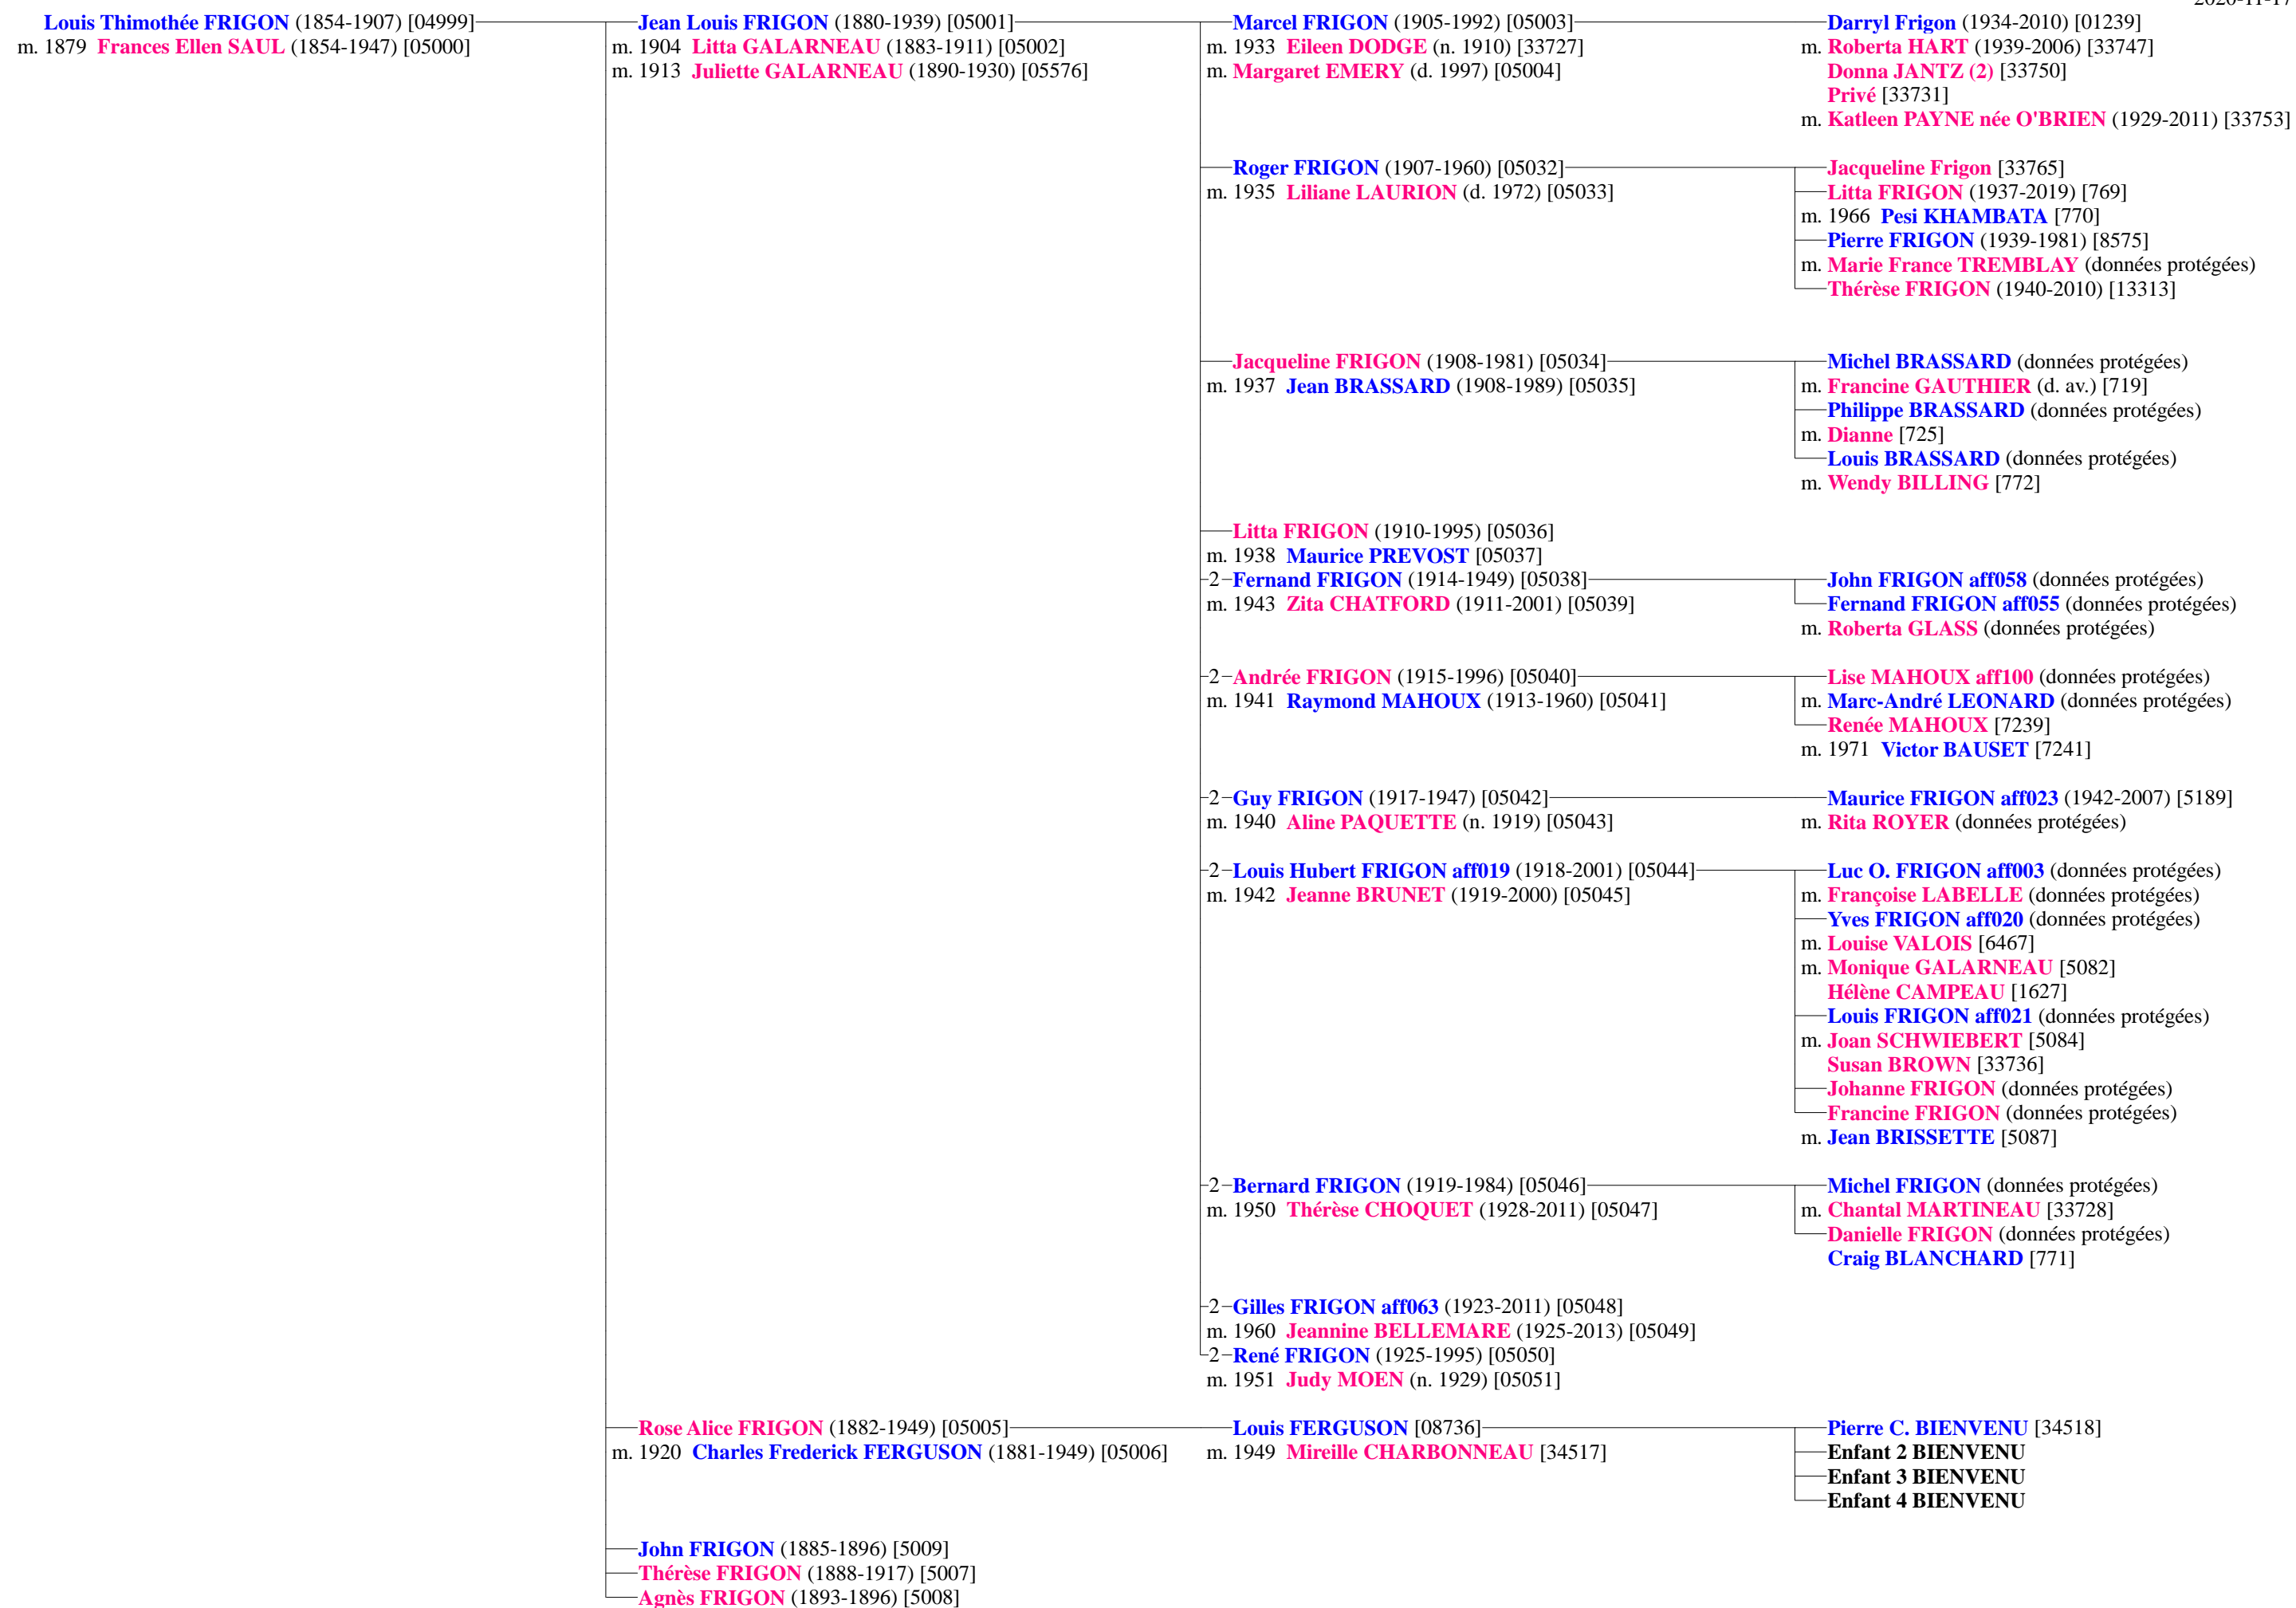 2020-11-17
Louis Thimothée FRIGON (1854-1907) [04999]
m. 1879 Frances Ellen SAUL (1854-1947) [05000]
Jean Louis FRIGON (1880-1939) [05001]
m. 1904 Litta GALARNEAU (1883-1911) [05002]
m. 1913 Juliette GALARNEAU (1890-1930) [05576]
Marcel FRIGON (1905-1992) [05003]
m. 1933 Eileen DODGE (n. 1910) [33727]
m. Margaret EMERY (d. 1997) [05004]
Darryl Frigon (1934-2010) [01239]
m. Roberta HART (1939-2006) [33747]
Donna JANTZ (2) [33750]
Privé [33731]
m. Katleen PAYNE née O'BRIEN (1929-2011) [33753]
Roger FRIGON (1907-1960) [05032]
m. 1935 Liliane LAURION (d. 1972) [05033]
Jacqueline Frigon [33765]
Litta FRIGON (1937-2019) [769]
m. 1966 Pesi KHAMBATA [770]
Pierre FRIGON (1939-1981) [8575]
m. Marie France TREMBLAY (données protégées)
Thérèse FRIGON (1940-2010) [13313]
Jacqueline FRIGON (1908-1981) [05034]
m. 1937 Jean BRASSARD (1908-1989) [05035]
Michel BRASSARD (données protégées)
m. Francine GAUTHIER (d. av.) [719]
Philippe BRASSARD (données protégées)
m. Dianne [725]
Louis BRASSARD (données protégées)
m. Wendy BILLING [772]
Litta FRIGON (1910-1995) [05036]
m. 1938 Maurice PREVOST [05037]
2 Fernand FRIGON (1914-1949) [05038]
m. 1943 Zita CHATFORD (1911-2001) [05039]
John FRIGON aff058 (données protégées)
Fernand FRIGON aff055 (données protégées)
m. Roberta GLASS (données protégées)
2 Andrée FRIGON (1915-1996) [05040]
m. 1941 Raymond MAHOUX (1913-1960) [05041]
Lise MAHOUX aff100 (données protégées)
m. Marc-André LEONARD (données protégées)
Renée MAHOUX [7239]
m. 1971 Victor BAUSET [7241]
2 Guy FRIGON (1917-1947) [05042]
m. 1940 Aline PAQUETTE (n. 1919) [05043]
Maurice FRIGON aff023 (1942-2007) [5189]
m. Rita ROYER (données protégées)
2 Louis Hubert FRIGON aff019 (1918-2001) [05044]
m. 1942 Jeanne BRUNET (1919-2000) [05045]
Luc O. FRIGON aff003 (données protégées)
m. Françoise LABELLE (données protégées)
Yves FRIGON aff020 (données protégées)
m. Louise VALOIS [6467]
m. Monique GALARNEAU [5082]
Hélène CAMPEAU [1627]
Louis FRIGON aff021 (données protégées)
m. Joan SCHWIEBERT [5084]
Susan BROWN [33736]
Johanne FRIGON (données protégées)
Francine FRIGON (données protégées)
m. Jean BRISSETTE [5087]
2 Bernard FRIGON (1919-1984) [05046]
m. 1950 Thérèse CHOQUET (1928-2011) [05047]
Michel FRIGON (données protégées)
m. Chantal MARTINEAU [33728]
Danielle FRIGON (données protégées)
Craig BLANCHARD [771]
2 Gilles FRIGON aff063 (1923-2011) [05048]
m. 1960 Jeannine BELLEMARE (1925-2013) [05049]
2 René FRIGON (1925-1995) [05050]
m. 1951 Judy MOEN (n. 1929) [05051]
Rose Alice FRIGON (1882-1949) [05005]
m. 1920 Charles Frederick FERGUSON (1881-1949) [05006]
Louis FERGUSON [08736]
m. 1949 Mireille CHARBONNEAU [34517]
Pierre C. BIENVENU [34518]
Enfant 2 BIENVENU
Enfant 3 BIENVENU
Enfant 4 BIENVENU
John FRIGON (1885-1896) [5009]
Thérèse FRIGON (1888-1917) [5007]
Agnès FRIGON (1893-1896) [5008]